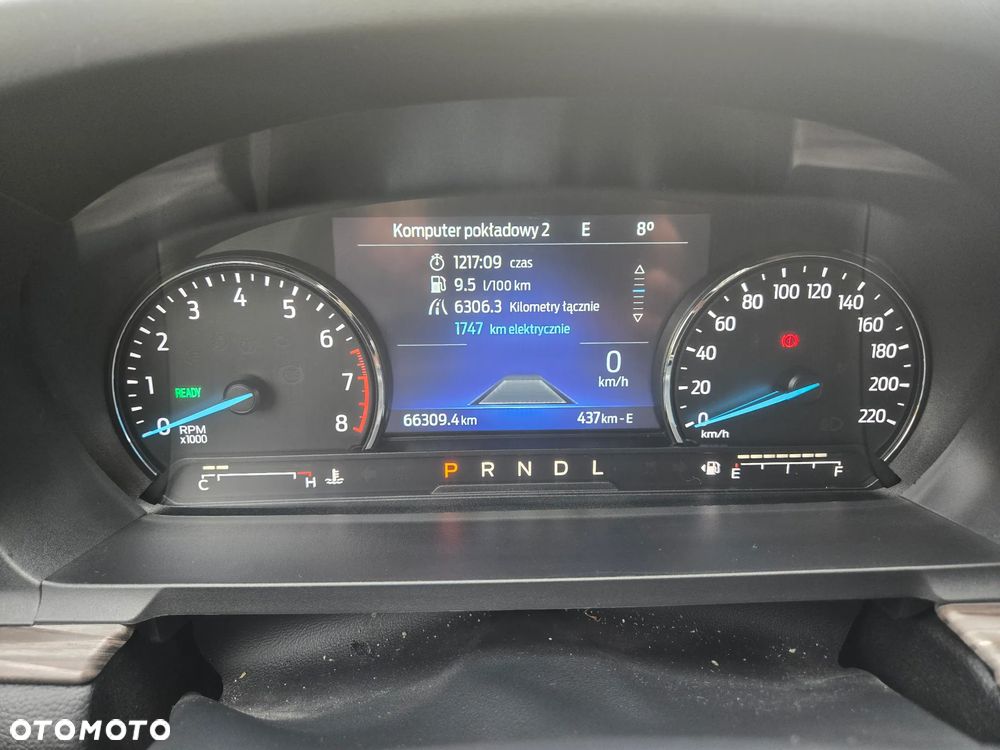 Komputer pokładowy 2 E 8º
1217:09 czas
9.5 l/100 km
6306.3 Kilometry łącznie
1747 km elektrycznie
0
km/h
66309.4 km 437 km - E
0 1 2 3 4 5 6 7 8
READY
RPM
x1000
0 20 40 60 80 100 120 140 160 180 200 220
km/h
C H
P R N D L
E F
OTOMOTO